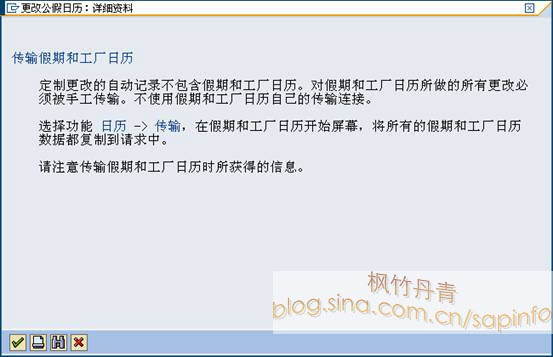 更改公假日历：详细资料
传输假期和工厂日历
定制更改的自动记录不包含假期和工厂日历。对假期和工厂日历所做的所有更改必
须被手工传输。不使用假期和工厂日历自己的传输连接。
选择功能 日历 -> 传输，在假期和工厂日历开始屏幕，将所有的假期和工厂日历
数据都复制到请求中。
请注意传输假期和工厂日历时所获得的信息。
枫竹丹青
blog.sina.com.cn/sapinfo